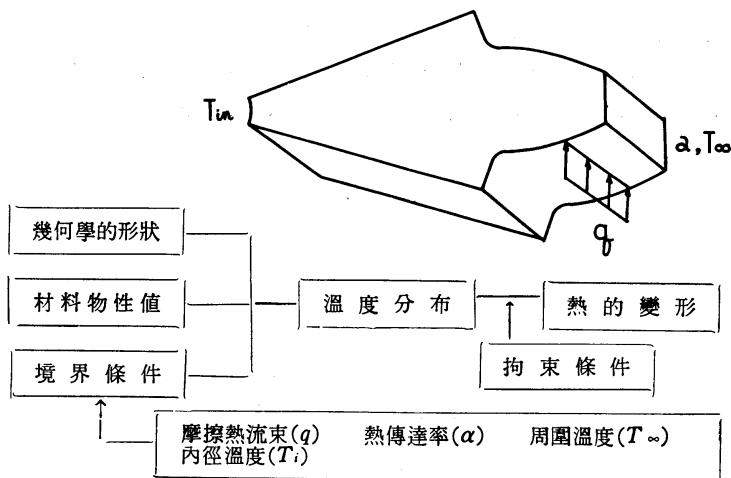 Tin
α, T∞
q
幾何學的形狀
材料物性値
溫度分布
熱的變形
境界條件
拘束條件
摩擦熱流束(q) 熱傳達率(α) 周圍溫度(T∞)
內徑溫度(Ti)